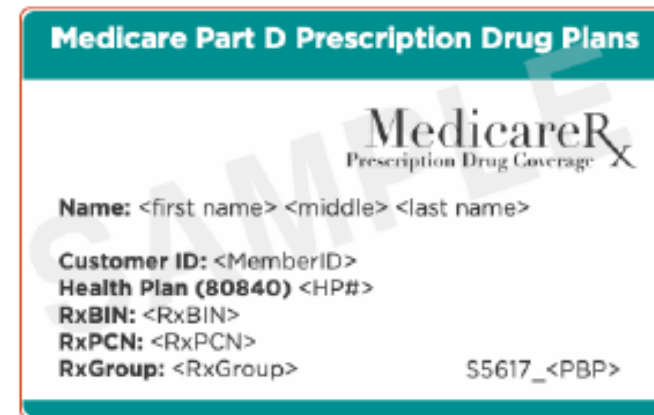 Medicare Part D Prescription Drug Plans
MedicareRx
Prescription Drug Coverage
Name: <first name> <middle> <last name>
Customer ID: <MemberID>
Health Plan (80840) <HP#>
RxBIN: <RxBIN>
RxPCN: <RxPCN>
RxGroup: <RxGroup> S5617_<PBP>
SAMPLE